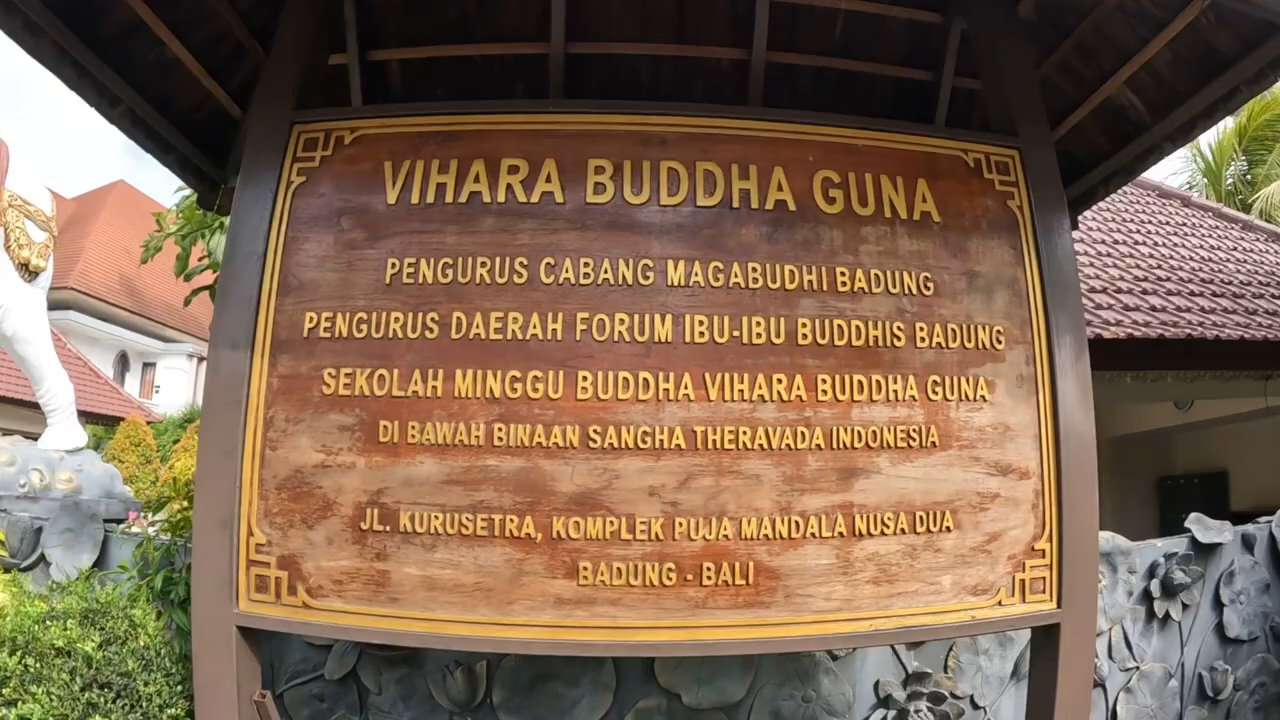 VIHARA BUDDHA GUNA
PENGURUS CABANG MAGABUDHI BADUNG
PENGURUS DAERAH FORUM IBU-IBU BUDDHIS BADUNG
SEKOLAH MINGGU BUDDHA VIHARA BUDDHA GUNA
DI BAWAH BINAAN SANGHA THERAVADA INDONESIA
JL. KURUSETRA, KOMPLEK PUJA MANDALA NUSA DUA
BADUNG - BALI